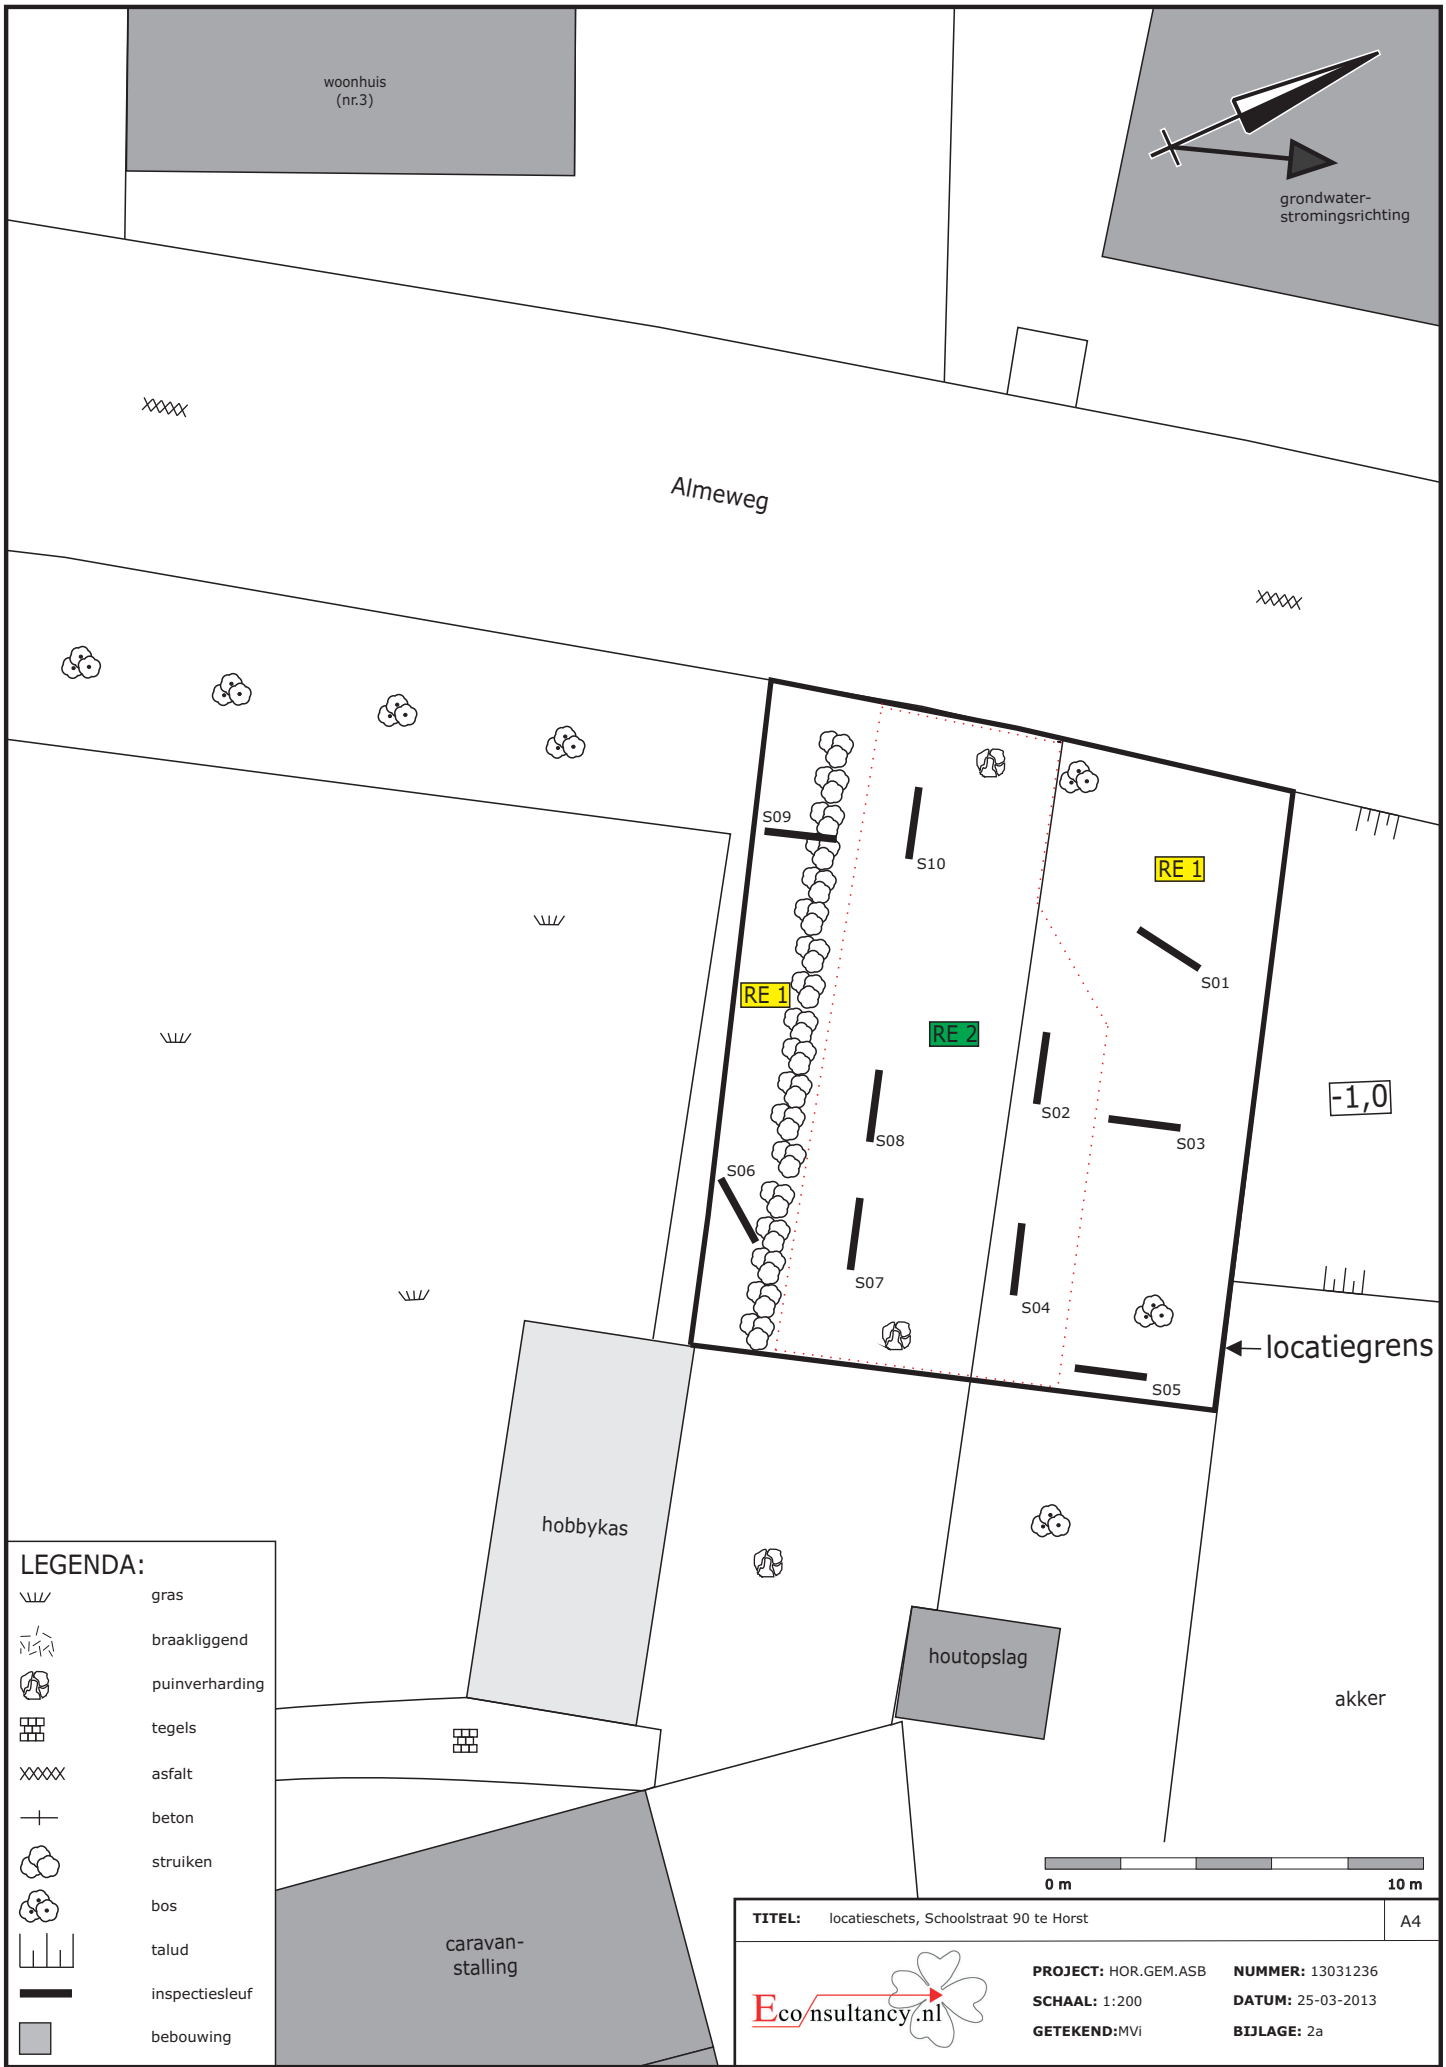 woonhuis
(nr.3)
grondwater-
stromingsrichting
Almeweg
S09
S10
RE 1
S01
RE 1
RE 2
-1,0
S02
S03
S08
S06
S07
S04
locatiegrens
S05
hobbykas
houtopslag
akker
LEGENDA:
gras
braakliggend
puinverharding
tegels
asfalt
beton
struiken
bos
talud
inspectiesleuf
bebouwing
caravan-
stalling
0 m 10 m
TITEL: locatieschets, Schoolstraat 90 te Horst
A4
Econsultancy.nl
PROJECT: HOR.GEM.ASB NUMMER: 13031236
SCHAAL: 1:200 DATUM: 25-03-2013
GETEKEND:MVi BIJLAGE: 2a